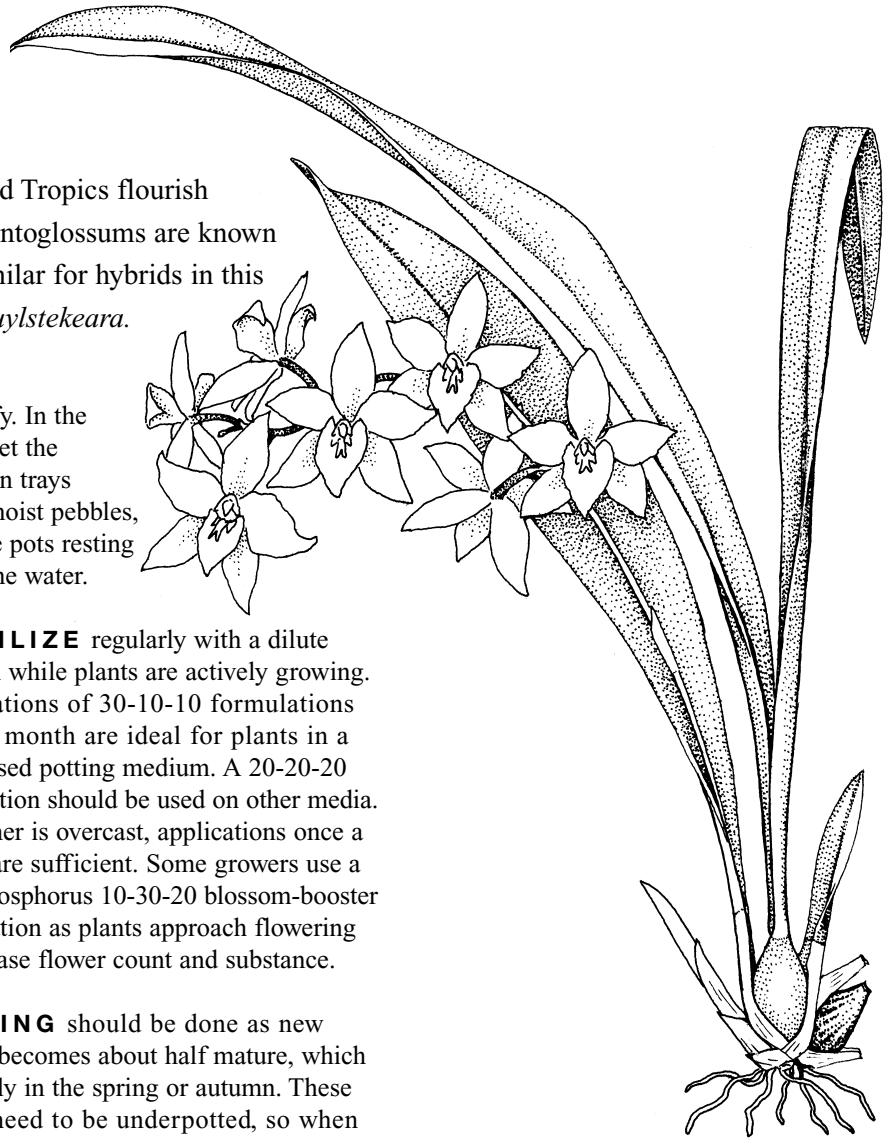 d Tropics flourish
ntoglossums are known
nilar for hybrids in this
uylstekeara.
fy. In the
et the
n trays
noist pebbles,
e pots resting
ne water.
ILIZE regularly with a dilute
while plants are actively growing.
ations of 30-10-10 formulations
month are ideal for plants in a
sed potting medium. A 20-20-20
tion should be used on other media.
ner is overcast, applications once a
are sufficient. Some growers use a
osphorus 10-30-20 blossom-booster
tion as plants approach flowering
ase flower count and substance.
ING should be done as new
becomes about half mature, which
ly in the spring or autumn. These
need to be underpotted, so when